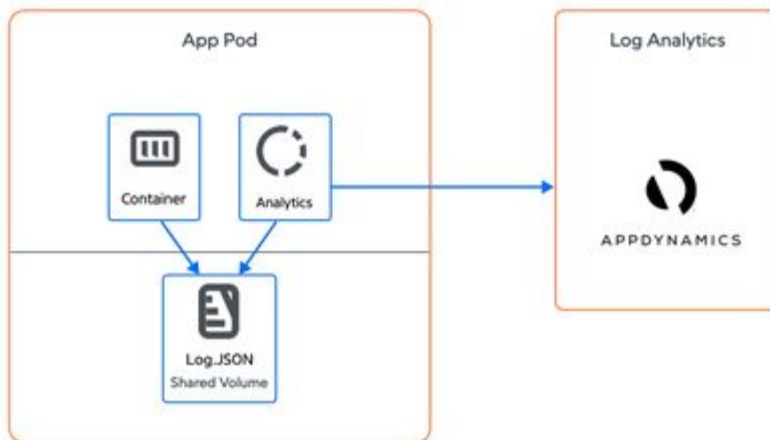 App Pod
Log Analytics
Container
Analytics
APPDYNAMICS
Log.JSON
Shared Volume